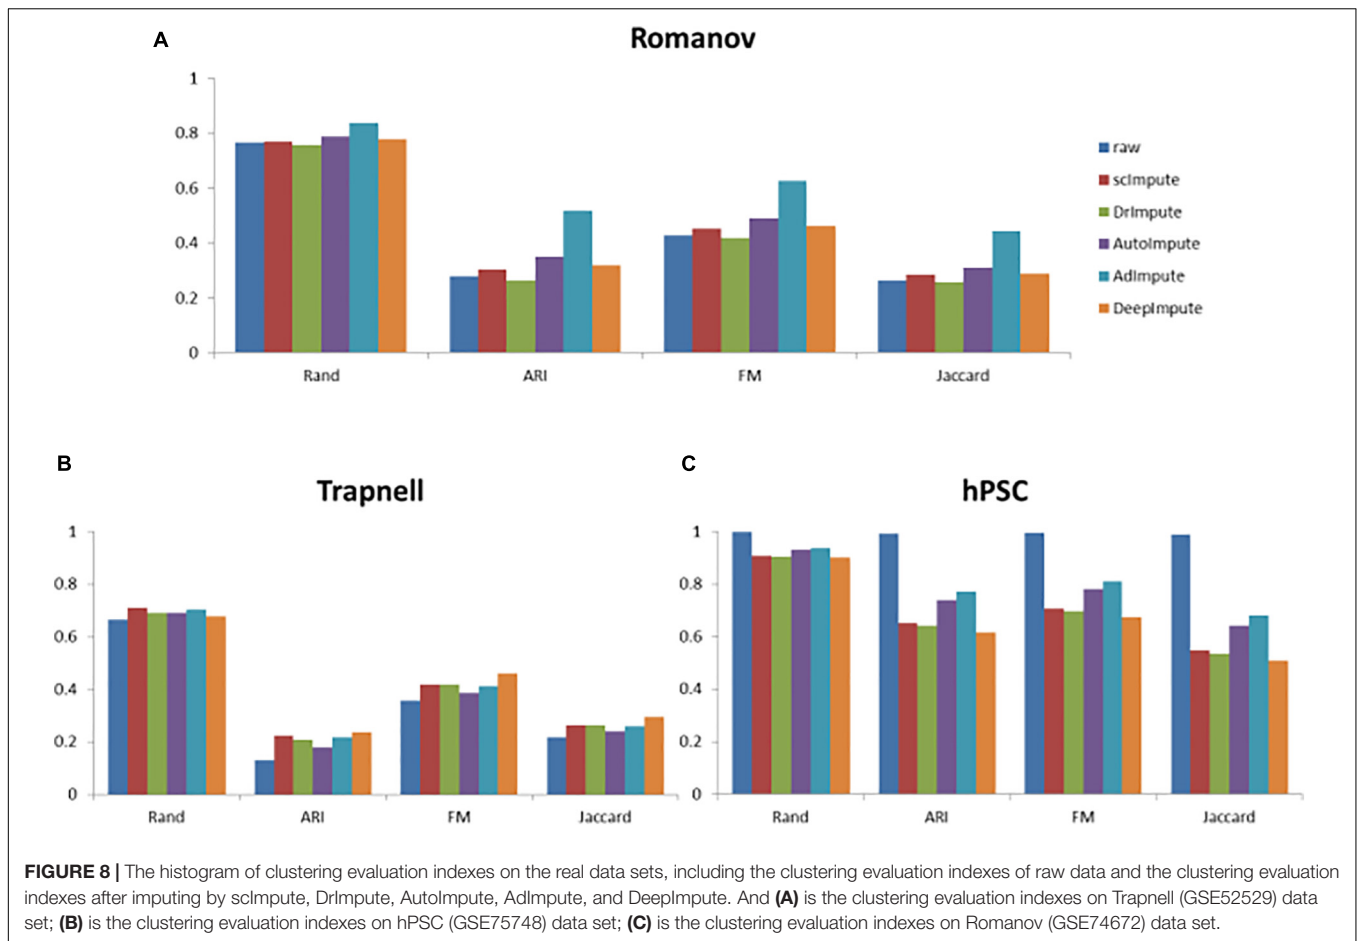 A
Romanov
1
0.8
0.6
0.4
0.2
0
Rand ARI FM Jaccard
raw
scImpute
DrImpute
AutoImpute
AdImpute
DeepImpute
B
Trapnell
1
0.8
0.6
0.4
0.2
0
Rand ARI FM Jaccard
C
hPSC
1
0.8
0.6
0.4
0.2
0
Rand ARI FM Jaccard
FIGURE 8 | The histogram of clustering evaluation indexes on the real data sets, including the clustering evaluation indexes of raw data and the clustering evaluation
indexes after imputing by scImpute, DrImpute, AutoImpute, AdImpute, and DeepImpute. And (A) is the clustering evaluation indexes on Trapnell (GSE52529) data
set; (B) is the clustering evaluation indexes on hPSC (GSE75748) data set; (C) is the clustering evaluation indexes on Romanov (GSE74672) data set.